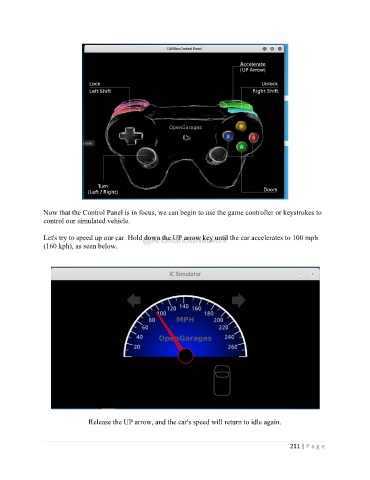 CANBus Control Panel
Accelerate
(UP Arrow)
Lock
Unlock
Left Shift
Right Shift
OpenGarages
Y
X
B
A
Turn
(Left / Right)
Doors
Now that the Control Panel is in focus, we can begin to use the game controller or keystrokes to
control our simulated vehicle.
Let's try to speed up our car. Hold down the UP arrow key until the car accelerates to 100 mph
(160 kph), as seen below.
IC Simulator
20
40
60
80
100
120
140
160
180
200
220
240
260
MPH
OpenGarages
Release the UP arrow, and the car's speed will return to idle again.
211 | P a g e